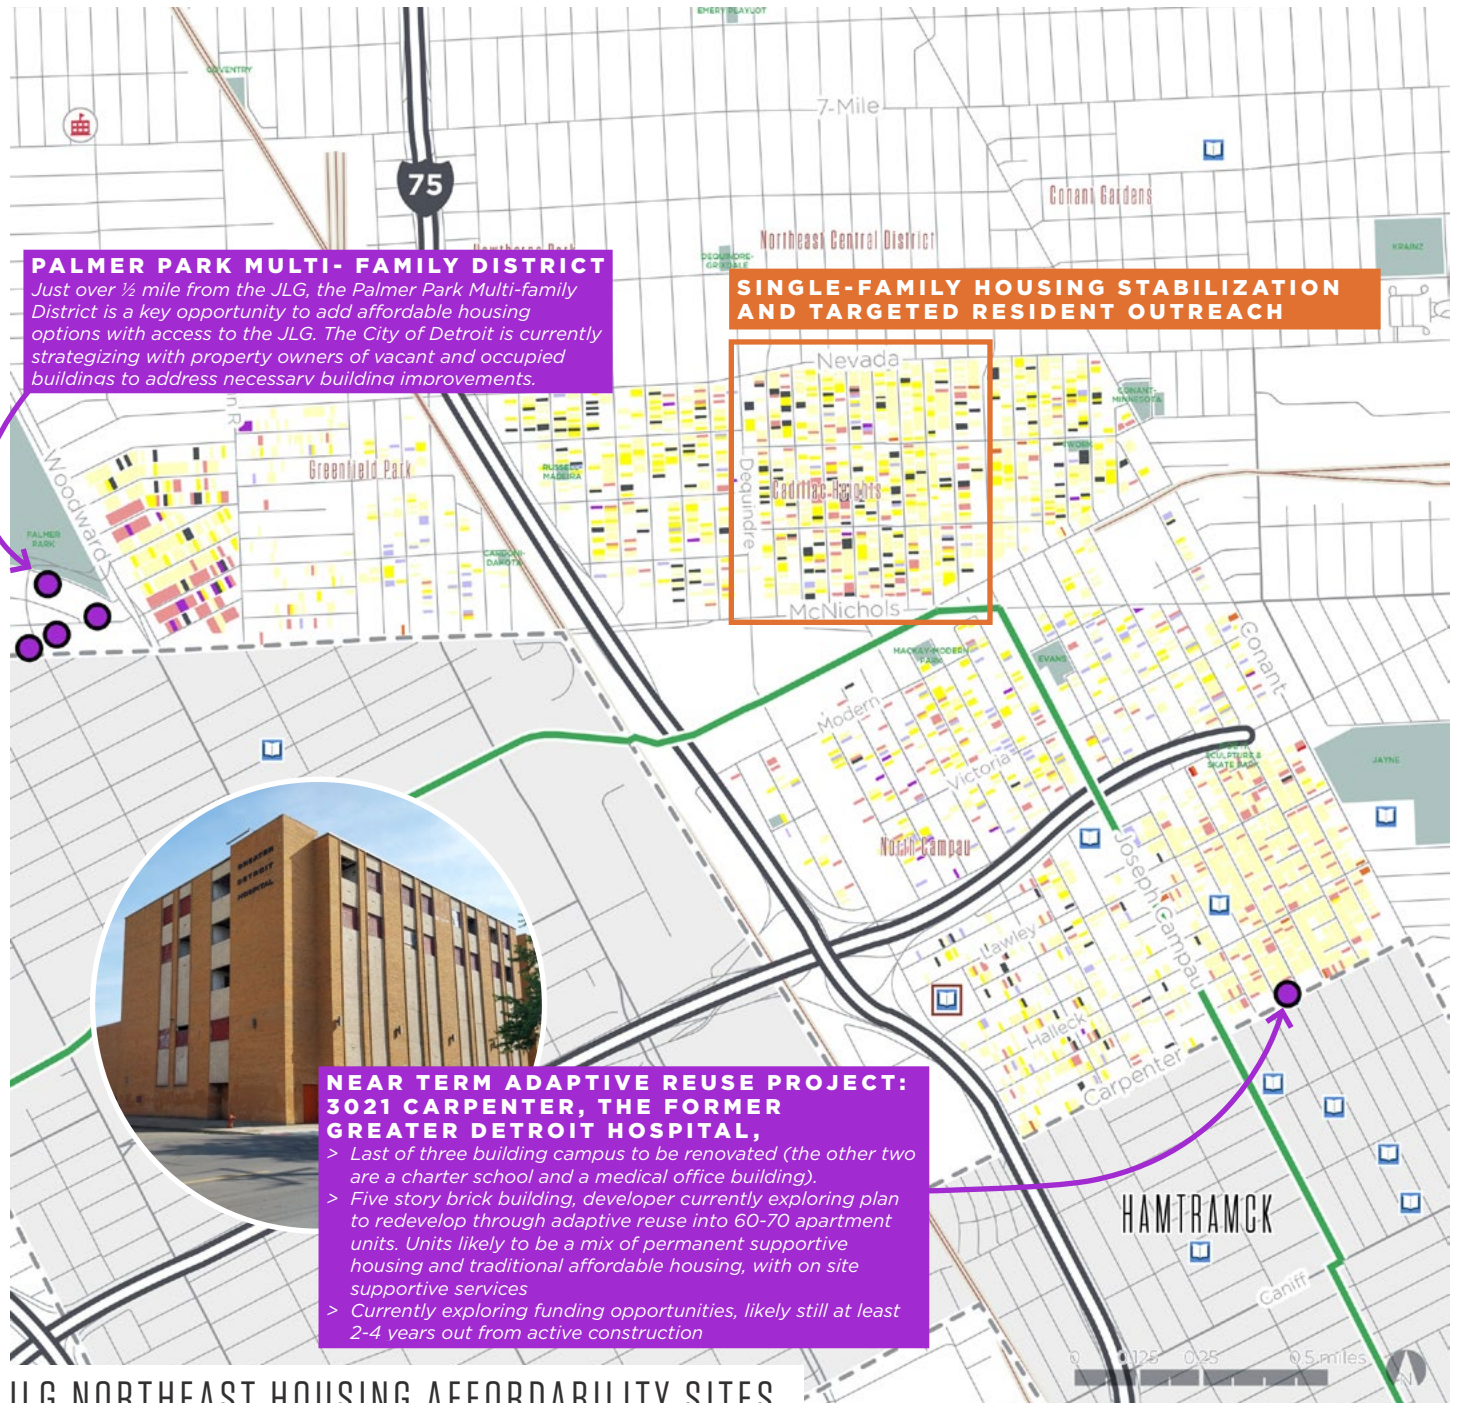 EMERY PLAYLOT
COVENTRY
7-Mile
75
Conant Gardens
Northeast Central District
KRAINZ
DEQUINDRE-
GRIXDALE
PALMER PARK MULTI- FAMILY DISTRICT
Just over ½ mile from the JLG, the Palmer Park Multi-family
District is a key opportunity to add affordable housing
options with access to the JLG. The City of Detroit is currently
strategizing with property owners of vacant and occupied
buildings to address necessary building improvements.
SINGLE-FAMILY HOUSING STABILIZATION
AND TARGETED RESIDENT OUTREACH
Nevada
CONANT-
MINNESOTA
Greenfield Park
RUSSELL-
MADEIRA
Dequindre
Cadillac Heights
Woodward
PALMER
PARK
CARDONI-
DAKOTA
McNichols
MACKAY-MODERN
PARK
EVANS
Conant
Modern
Victoria
SCULPTURE &
SKATE PARK
JAYNE
North Campau
Joseph Campau
GREATER
DETROIT
HOSPITAL
Lawley
Halleck
Carpenter
NEAR TERM ADAPTIVE REUSE PROJECT:
3021 CARPENTER, THE FORMER
GREATER DETROIT HOSPITAL,
> Last of three building campus to be renovated (the other two
are a charter school and a medical office building).
> Five story brick building, developer currently exploring plan
to redevelop through adaptive reuse into 60-70 apartment
units. Units likely to be a mix of permanent supportive
housing and traditional affordable housing, with on site
supportive services
> Currently exploring funding opportunities, likely still at least
2-4 years out from active construction
HAMTRAMCK
Caniff
0 0.125 0.25 0.5 miles
N
JLG NORTHEAST HOUSING AFFORDABILITY SITES